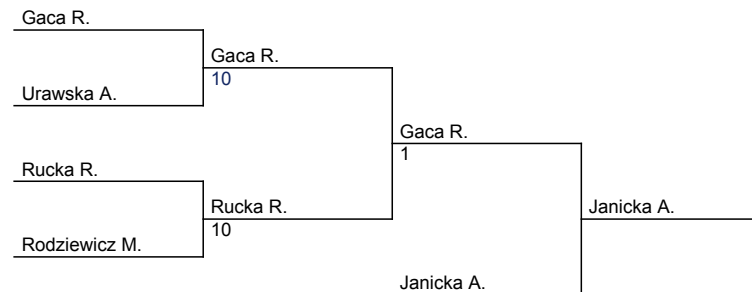 Gaca R.
Gaca R.
10
Urawska A.
Gaca R.
1
Rucka R.
Rucka R.
10
Janicka A.
Rodziewicz M.
Janicka A.